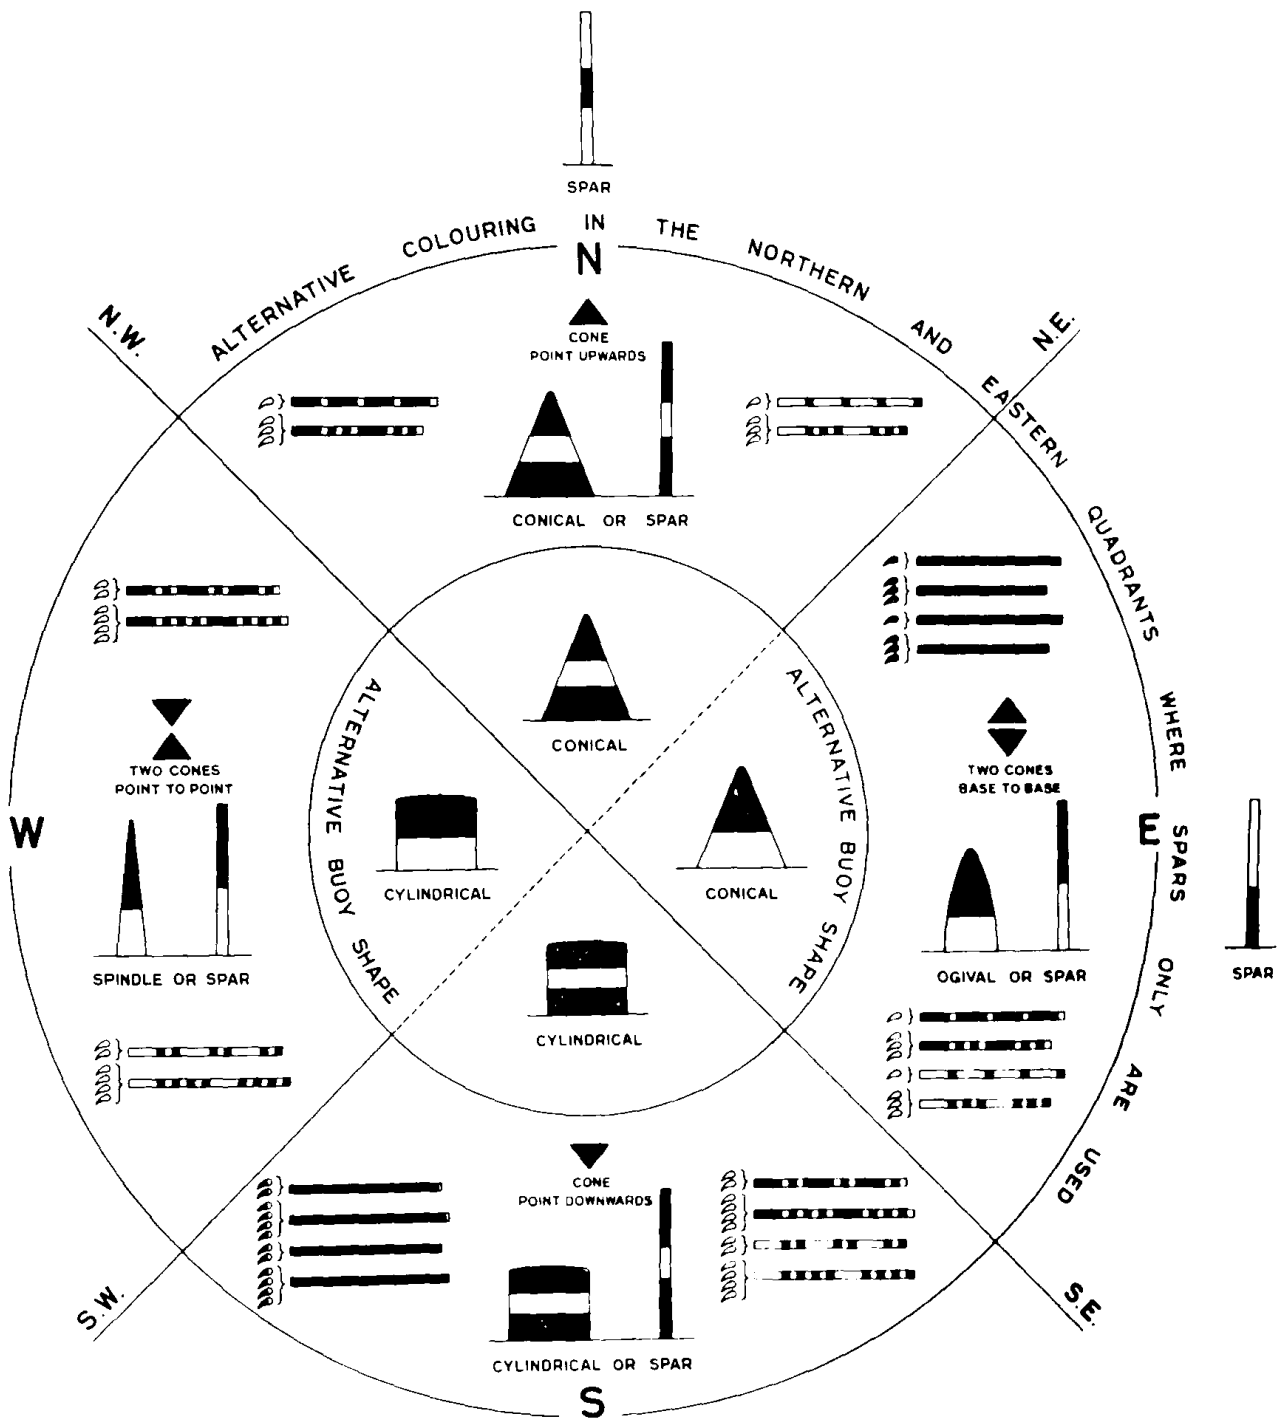 SPAR
ALTERNATIVE COLOURING IN THE NORTHERN AND EASTERN QUADRANTS WHERE SPARS ONLY ARE USED
N
N.W.
N.E.
CONE
POINT UPWARDS
CONICAL OR SPAR
CONICAL
ALTERNATIVE BUOY SHAPE
ALTERNATIVE BUOY SHAPE
TWO CONES
POINT TO POINT
TWO CONES
BASE TO BASE
W
E
CYLINDRICAL
CONICAL
SPINDLE OR SPAR
OGIVAL OR SPAR
SPAR
CYLINDRICAL
CONE
POINT DOWNWARDS
S.W.
S.E.
CYLINDRICAL OR SPAR
S